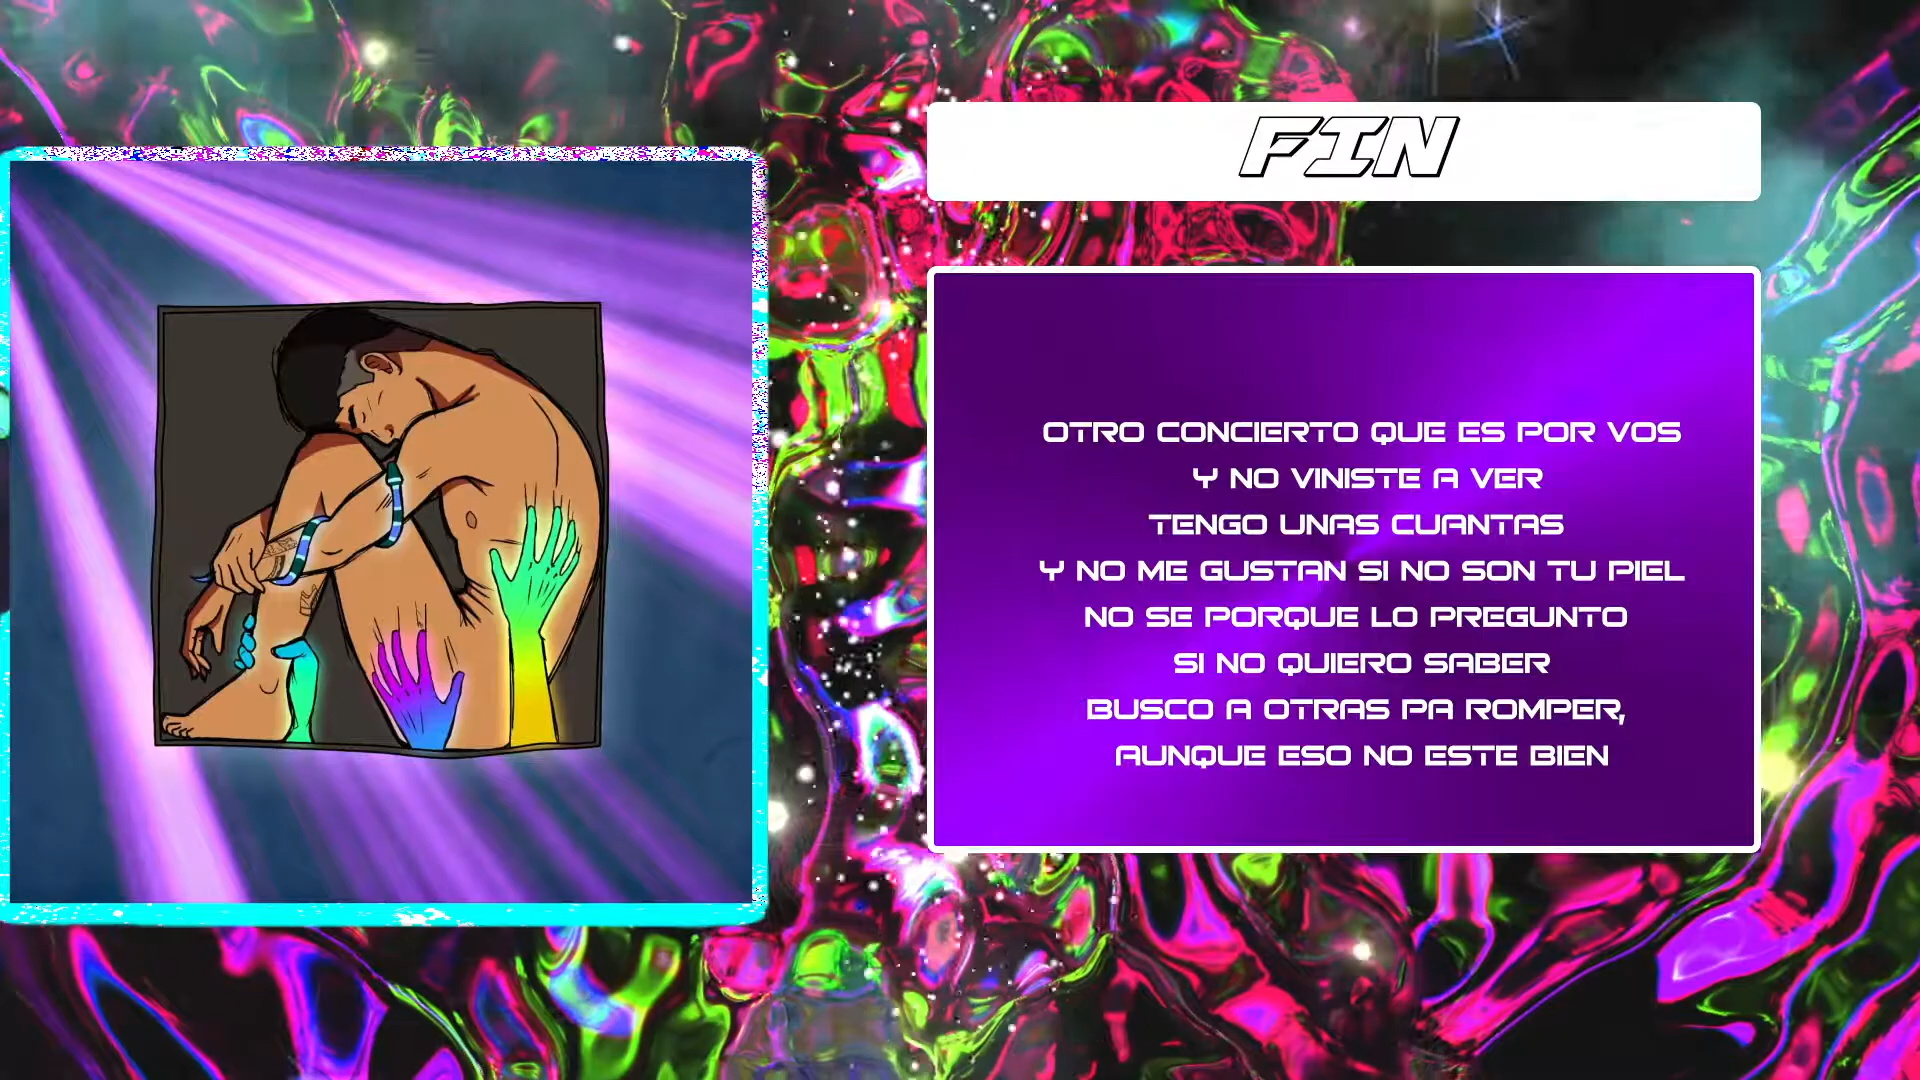 FIN
OTRO CONCIERTO QUE ES POR VOS
Y NO VINISTE A VER
TENGO UNAS CUANTAS
Y NO ME GUSTAN SI NO SON TU PIEL
NO SE PORQUE LO PREGUNTO
SI NO QUIERO SABER
BUSCO A OTRAS PA ROMPER,
AUNQUE ESO NO ESTE BIEN